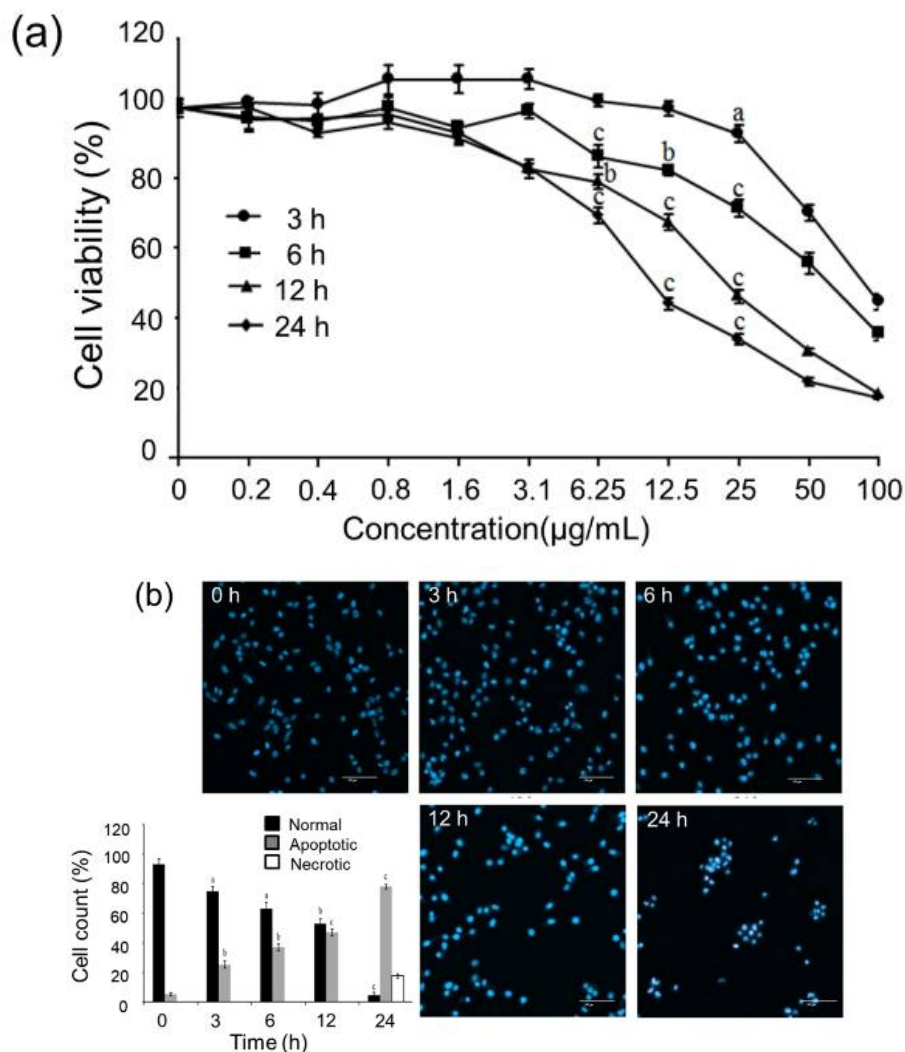 (a)
120
100
80
60
40
20
0
Cell viability (%)
3 h
6 h
12 h
24 h
a
c
b
c
b
c
c
c
c
c
c
0 0.2 0.4 0.8 1.6 3.1 6.25 12.5 25 50 100
Concentration(µg/mL)
(b)
0 h
3 h
6 h
12 h
24 h
120
100
80
60
40
20
0
Cell count (%)
Normal
Apoptotic
Necrotic
a
b
a
b
b
c
c
c
0 3 6 12 24
Time (h)